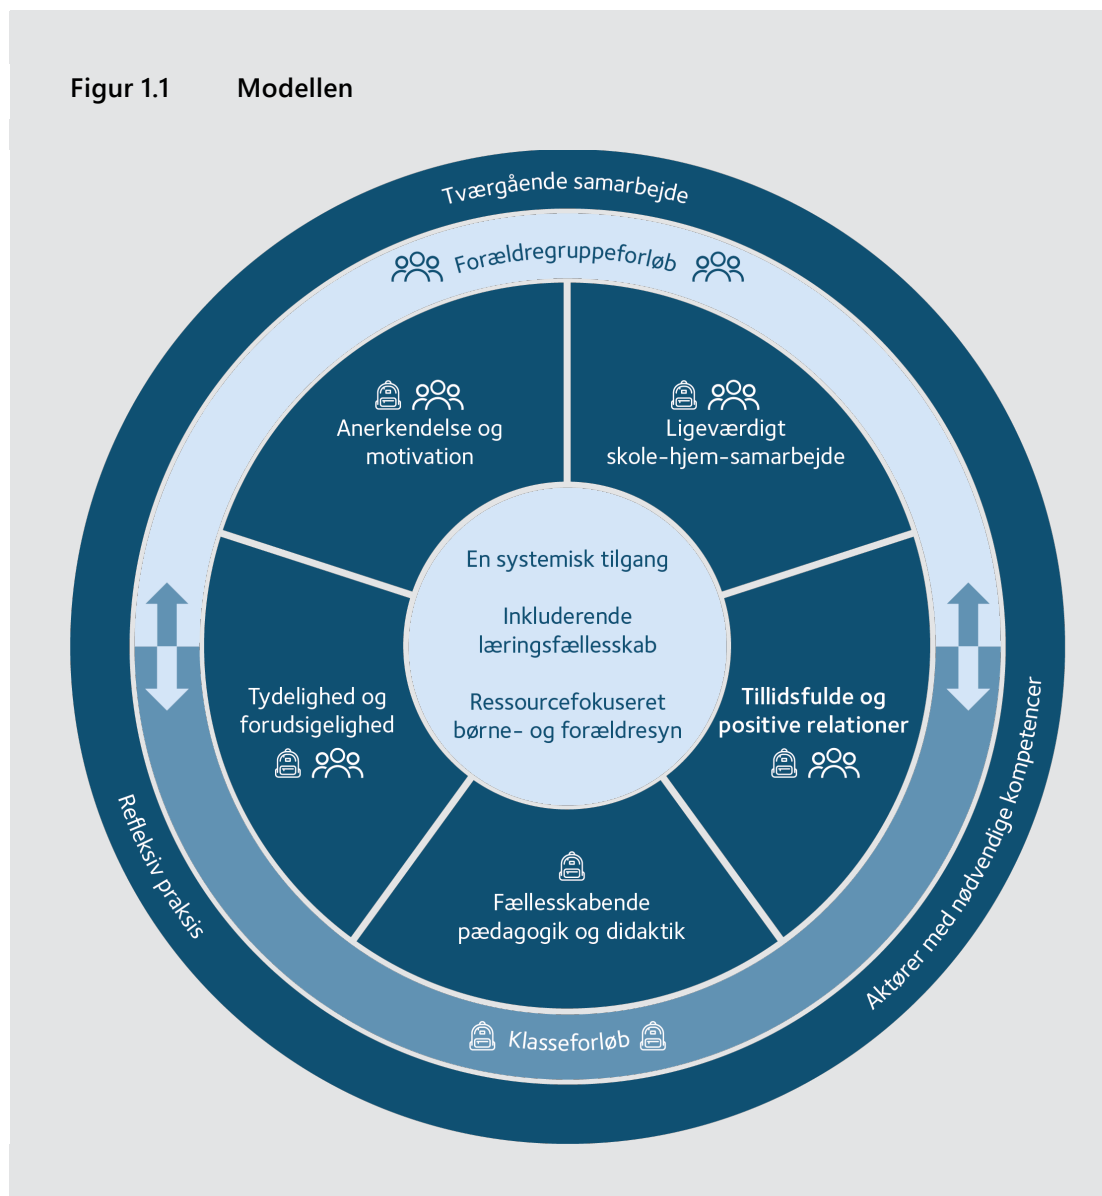 Figur 1.1 Modellen
Tværgående samarbejde
Forældregruppeforløb
Anerkendelse og
motivation
Ligeværdigt
skole-hjem-samarbejde
En systemisk tilgang
Inkluderende
læringsfællesskab
Ressourcefokuseret
børne- og forældresyn
Tydelighed og
forudsigelighed
Tillidsfulde og
positive relationer
Fællesskabende
pædagogik og didaktik
Refleksiv praksis
Aktører med nødvendige kompetencer
Klasseforløb